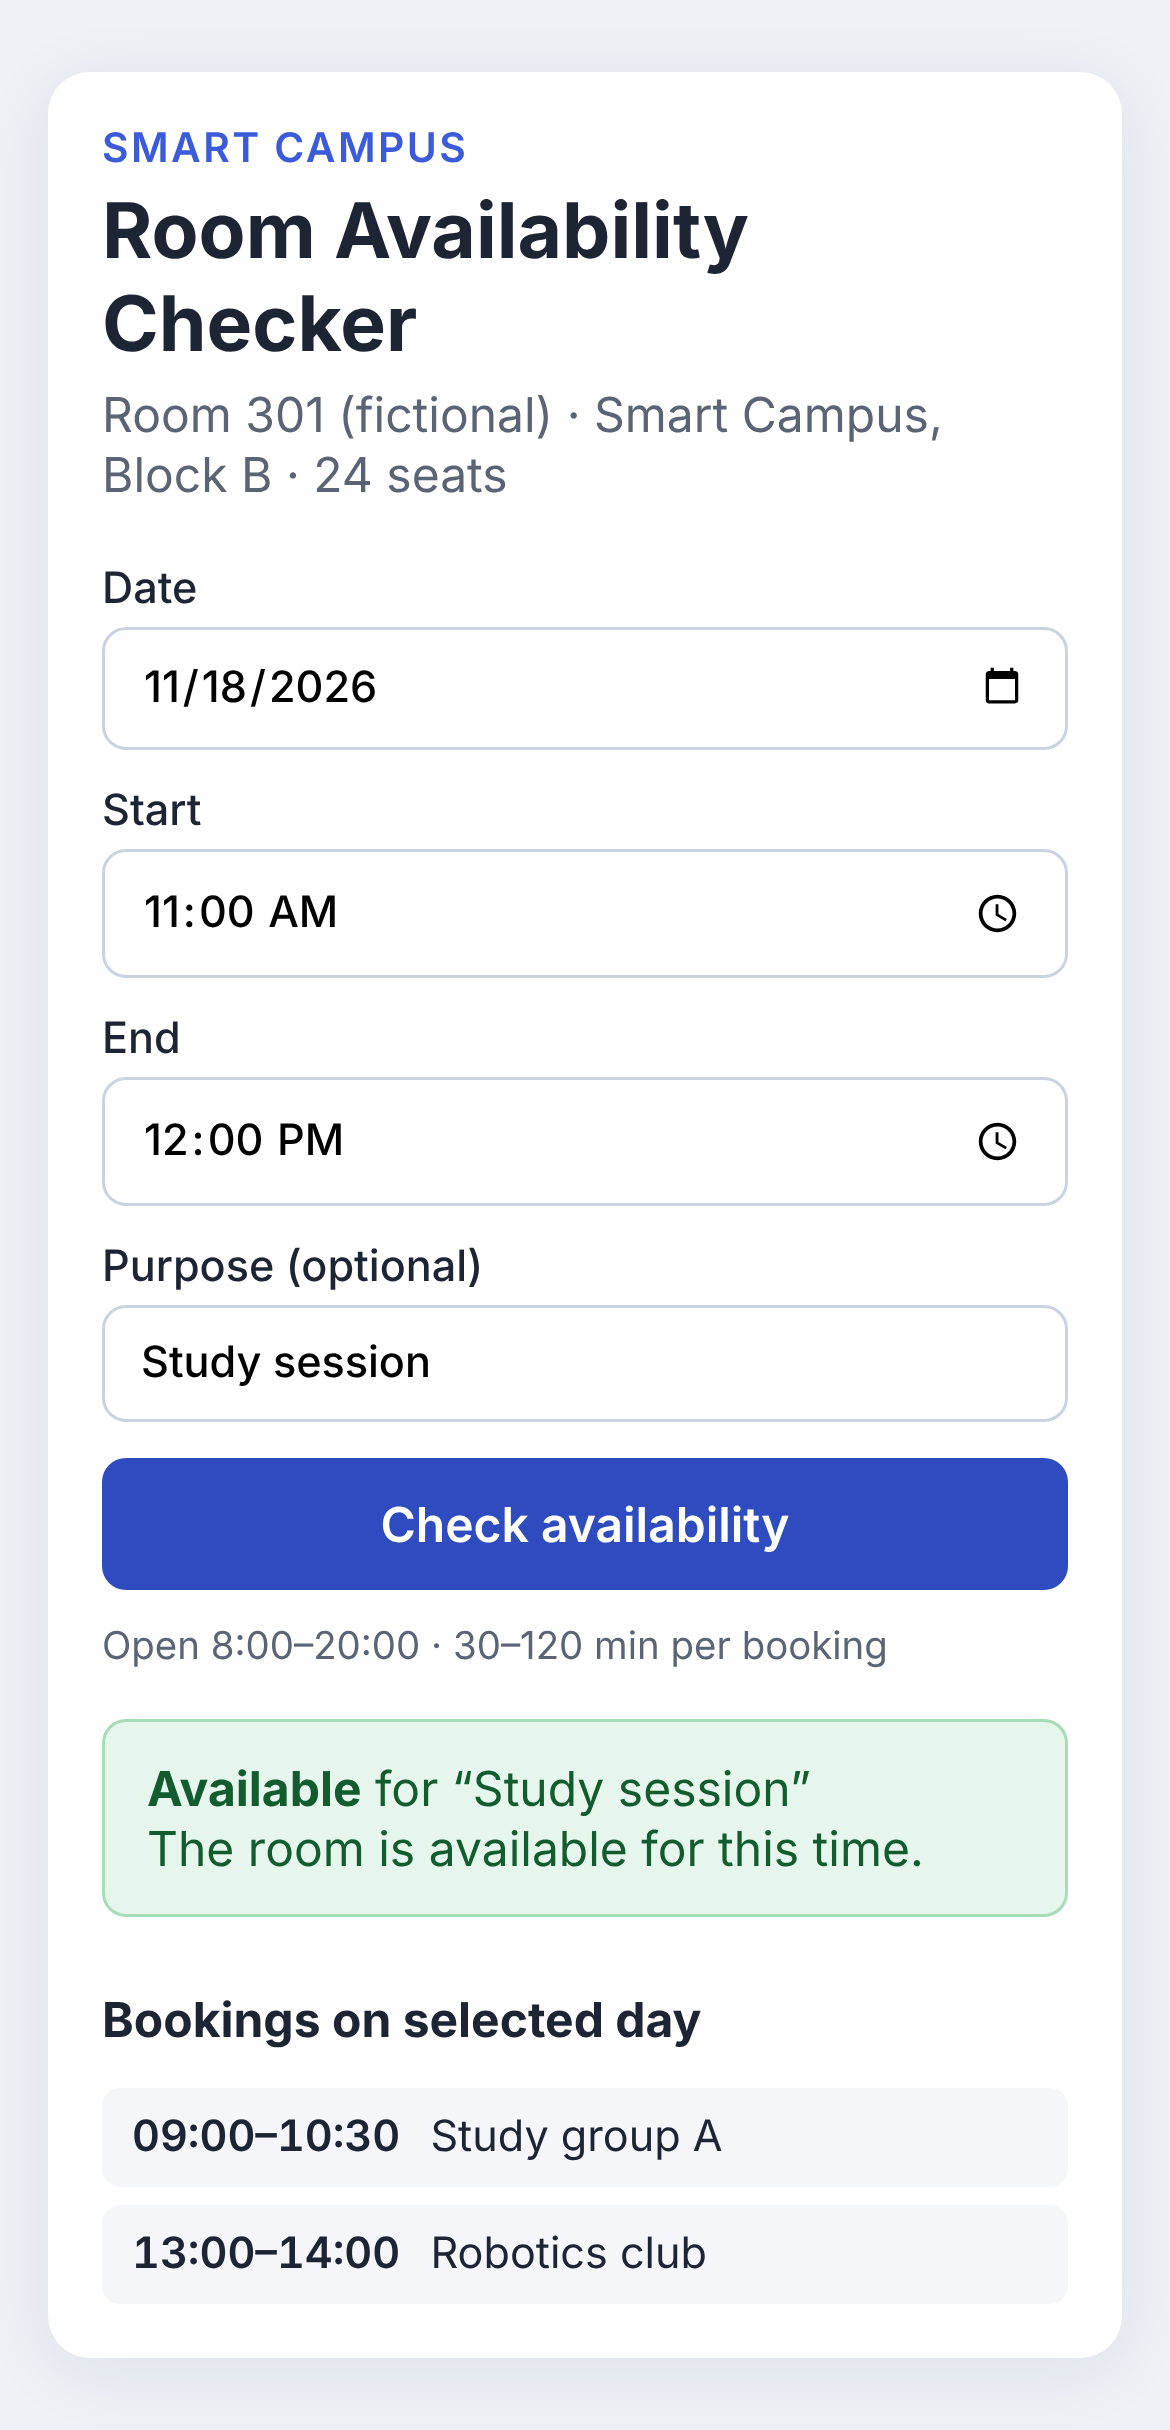 SMART CAMPUS
Room Availability
Checker
Room 301 (fictional) · Smart Campus,
Block B · 24 seats
Date
11/18/2026
Start
11:00 AM
End
12:00 PM
Purpose (optional)
Study session
Check availability
Open 8:00–20:00 · 30–120 min per booking
Available for “Study session”
The room is available for this time.
Bookings on selected day
09:00–10:30 Study group A
13:00–14:00 Robotics club